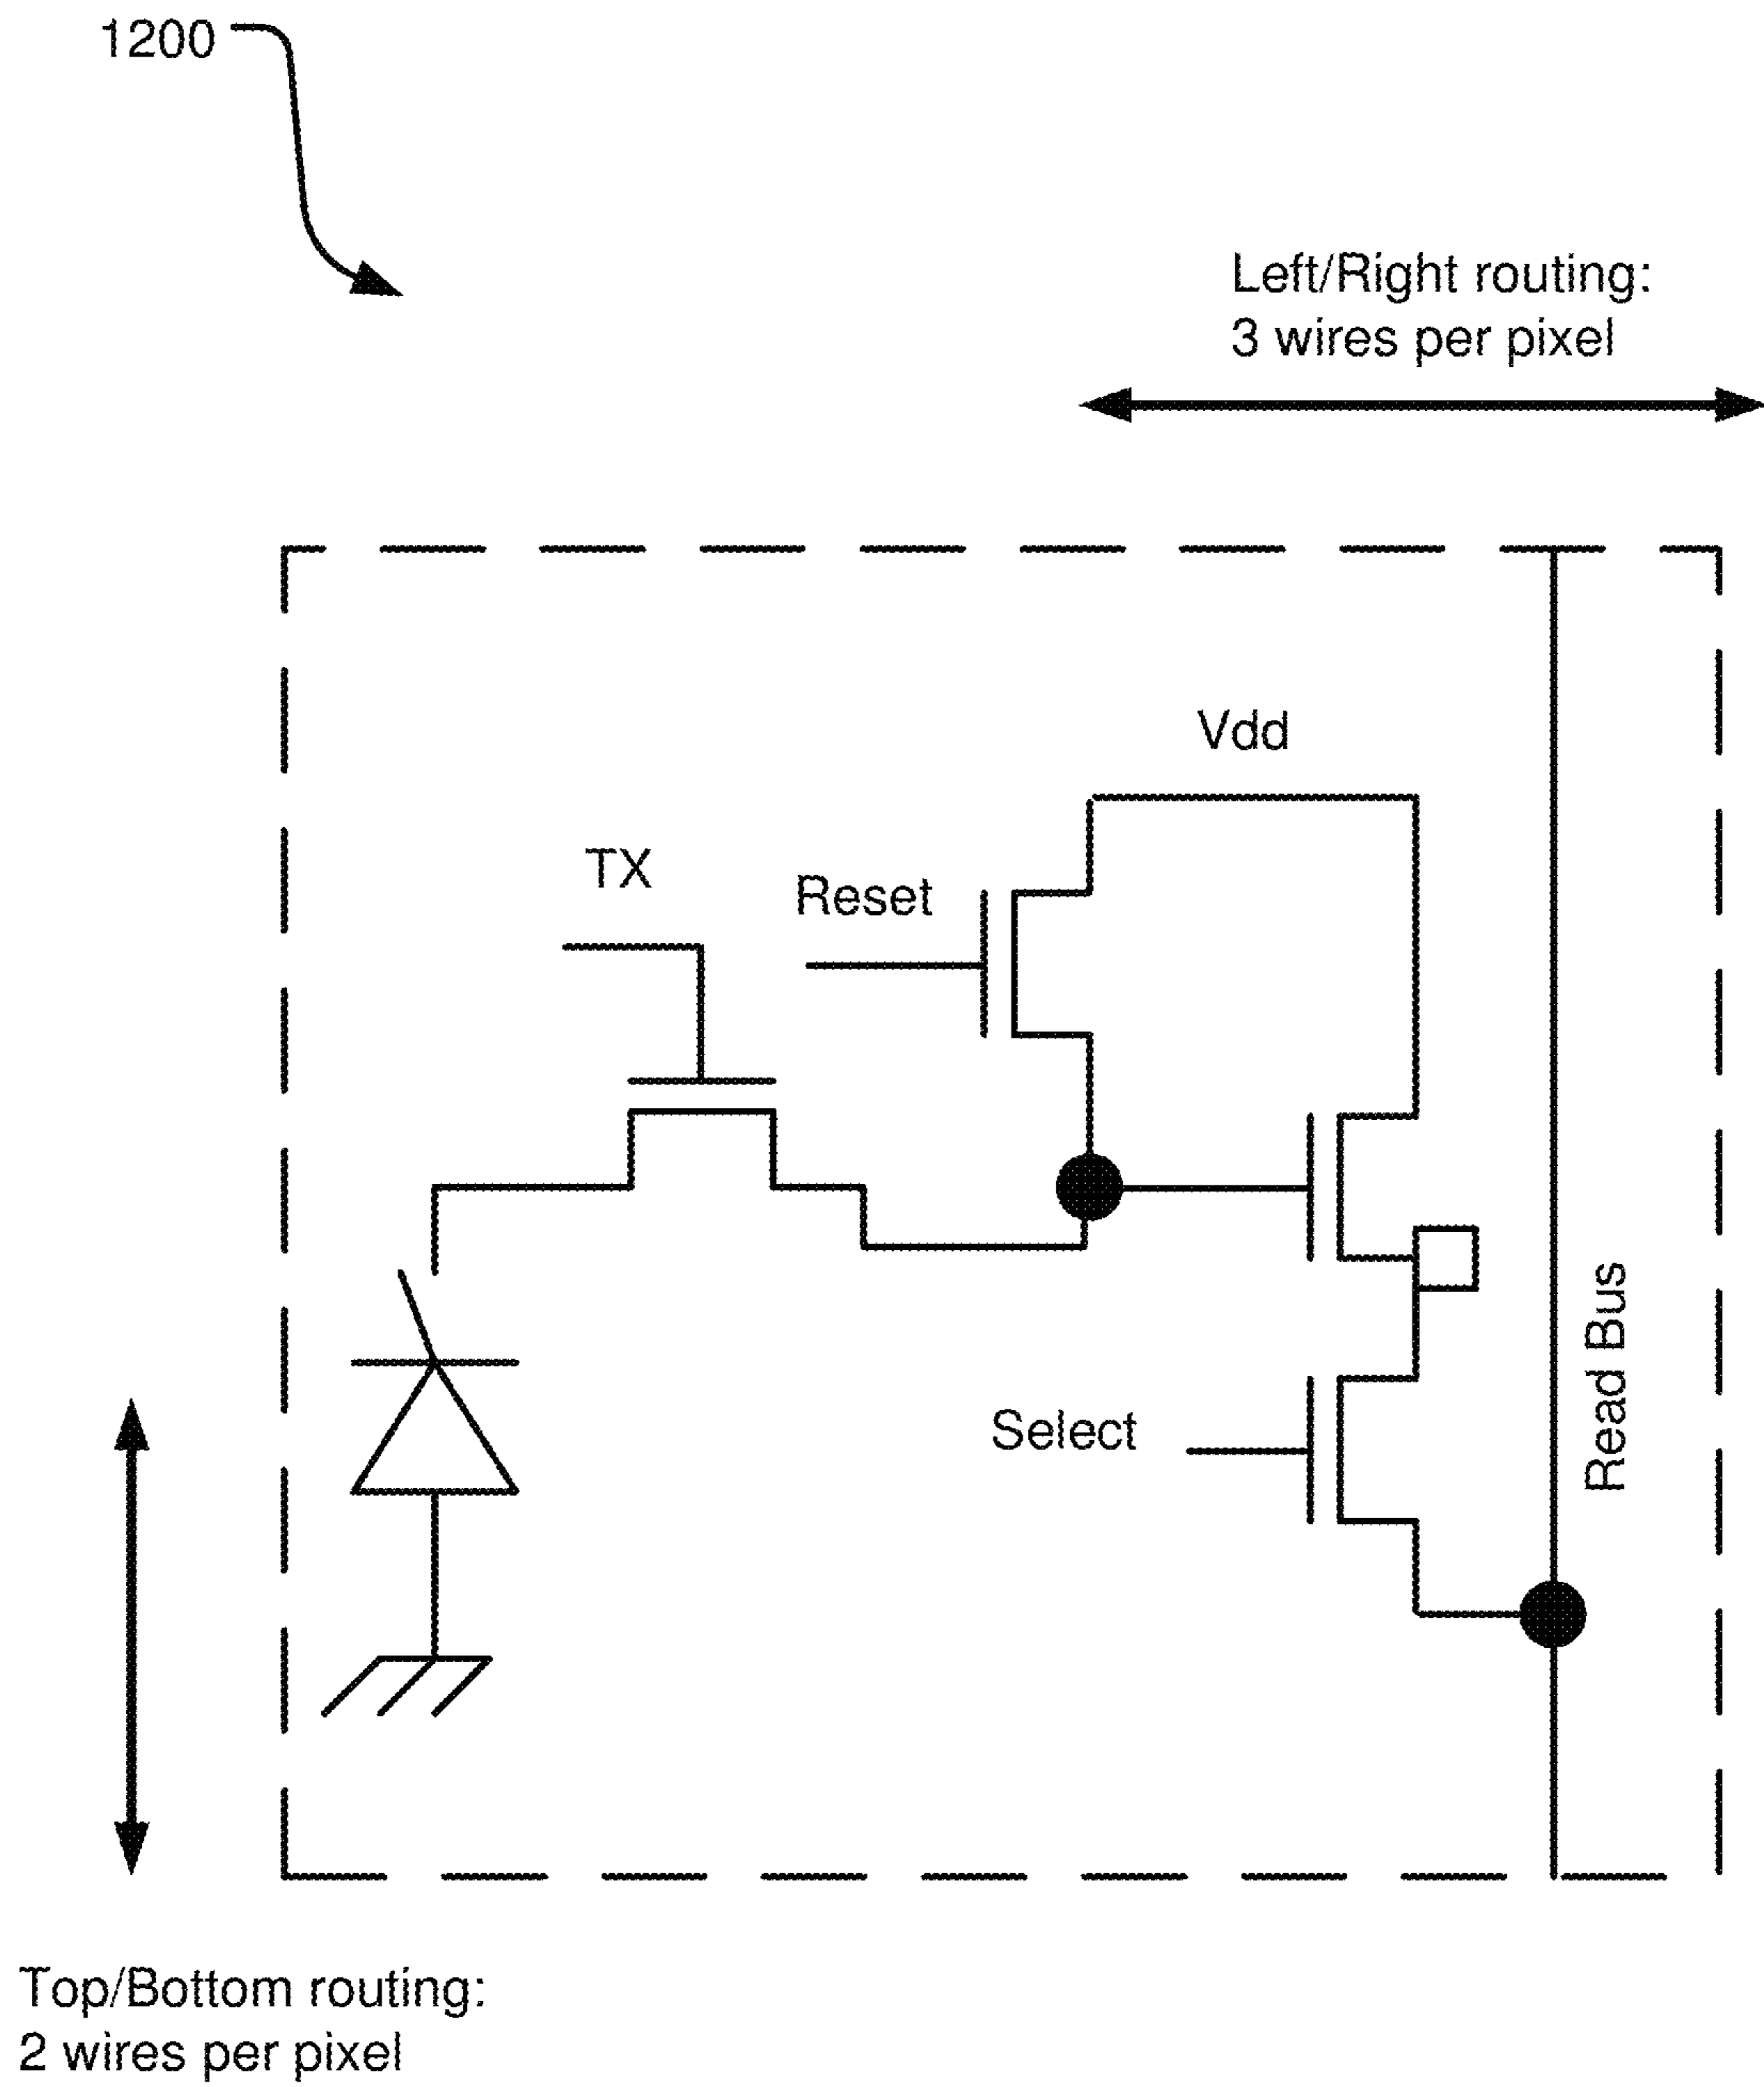 1200
Left/Right routing:
3 wires per pixel
Vdd
TX
Reset
Select
Read Bus
Top/Bottom routing:
2 wires per pixel